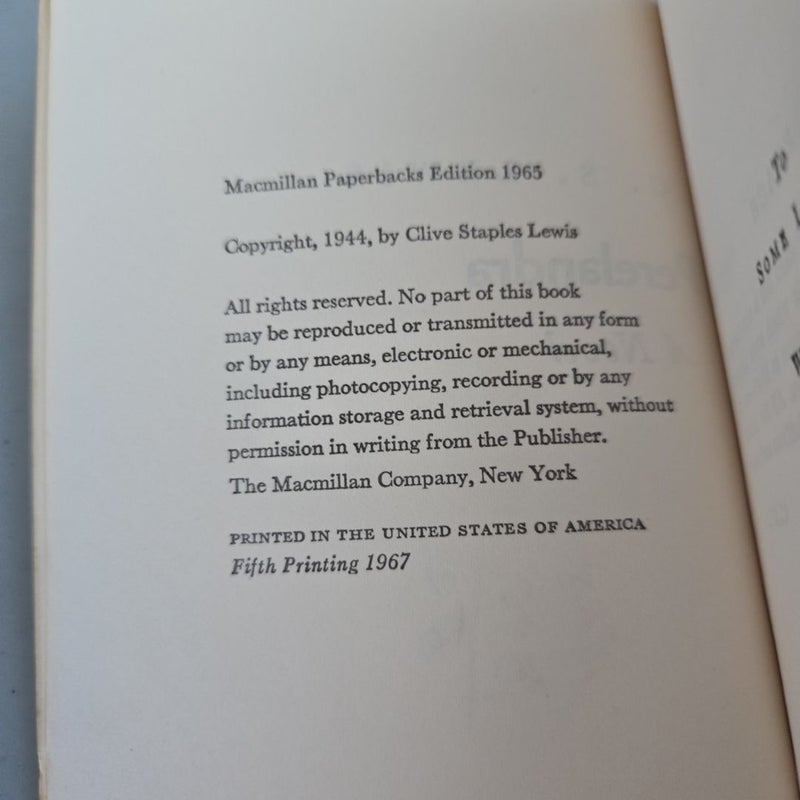 Macmillan Paperbacks Edition 1965
Copyright, 1944, by Clive Staples Lewis
All rights reserved. No part of this book
may be reproduced or transmitted in any form
or by any means, electronic or mechanical,
including photocopying, recording or by any
information storage and retrieval system, without
permission in writing from the Publisher.
The Macmillan Company, New York
PRINTED IN THE UNITED STATES OF AMERICA
Fifth Printing 1967
TO
SOME